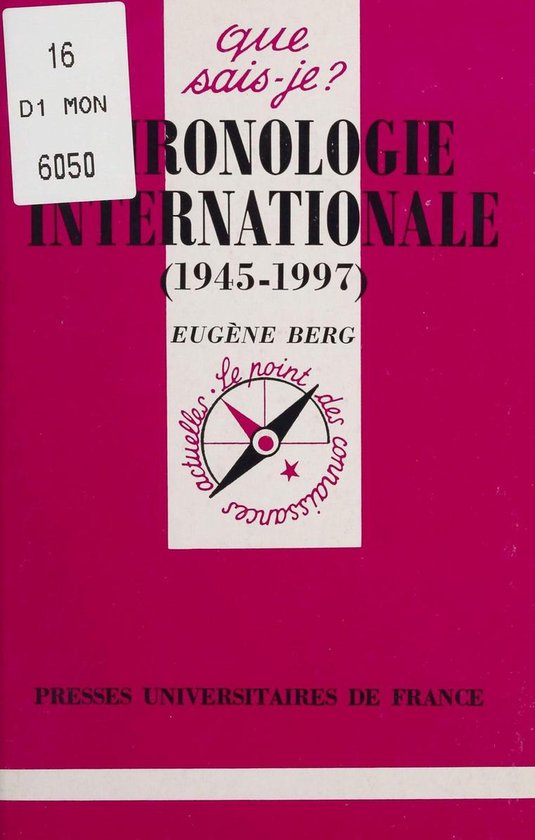 16
D1 MON
6050
que
sais-je?
HRONOLOGIE
INTERNATIONALE
(1945-1997)
EUGÈNE BERG
Le point des connaissances actuelles.
PRESSES UNIVERSITAIRES DE FRANCE